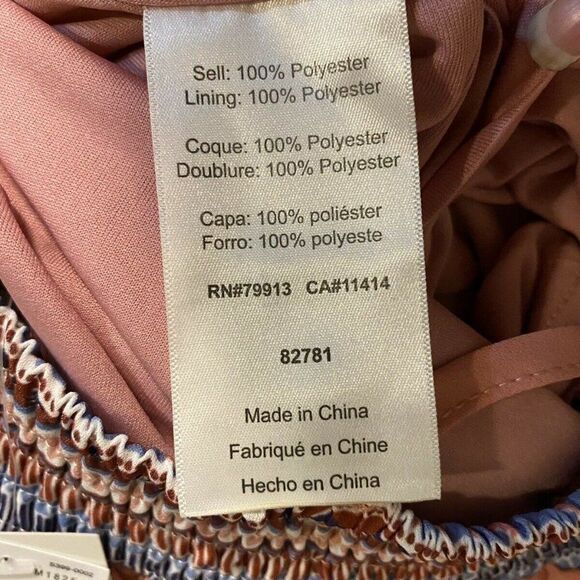 Sell: 100% Polyester
Lining: 100% Polyester
Coque: 100% Polyester
Doublure: 100% Polyester
Capa: 100% poliéster
Forro: 100% polyeste
RN#79913 CA#11414
82781
Made in China
Fabriqué en Chine
Hecho en China